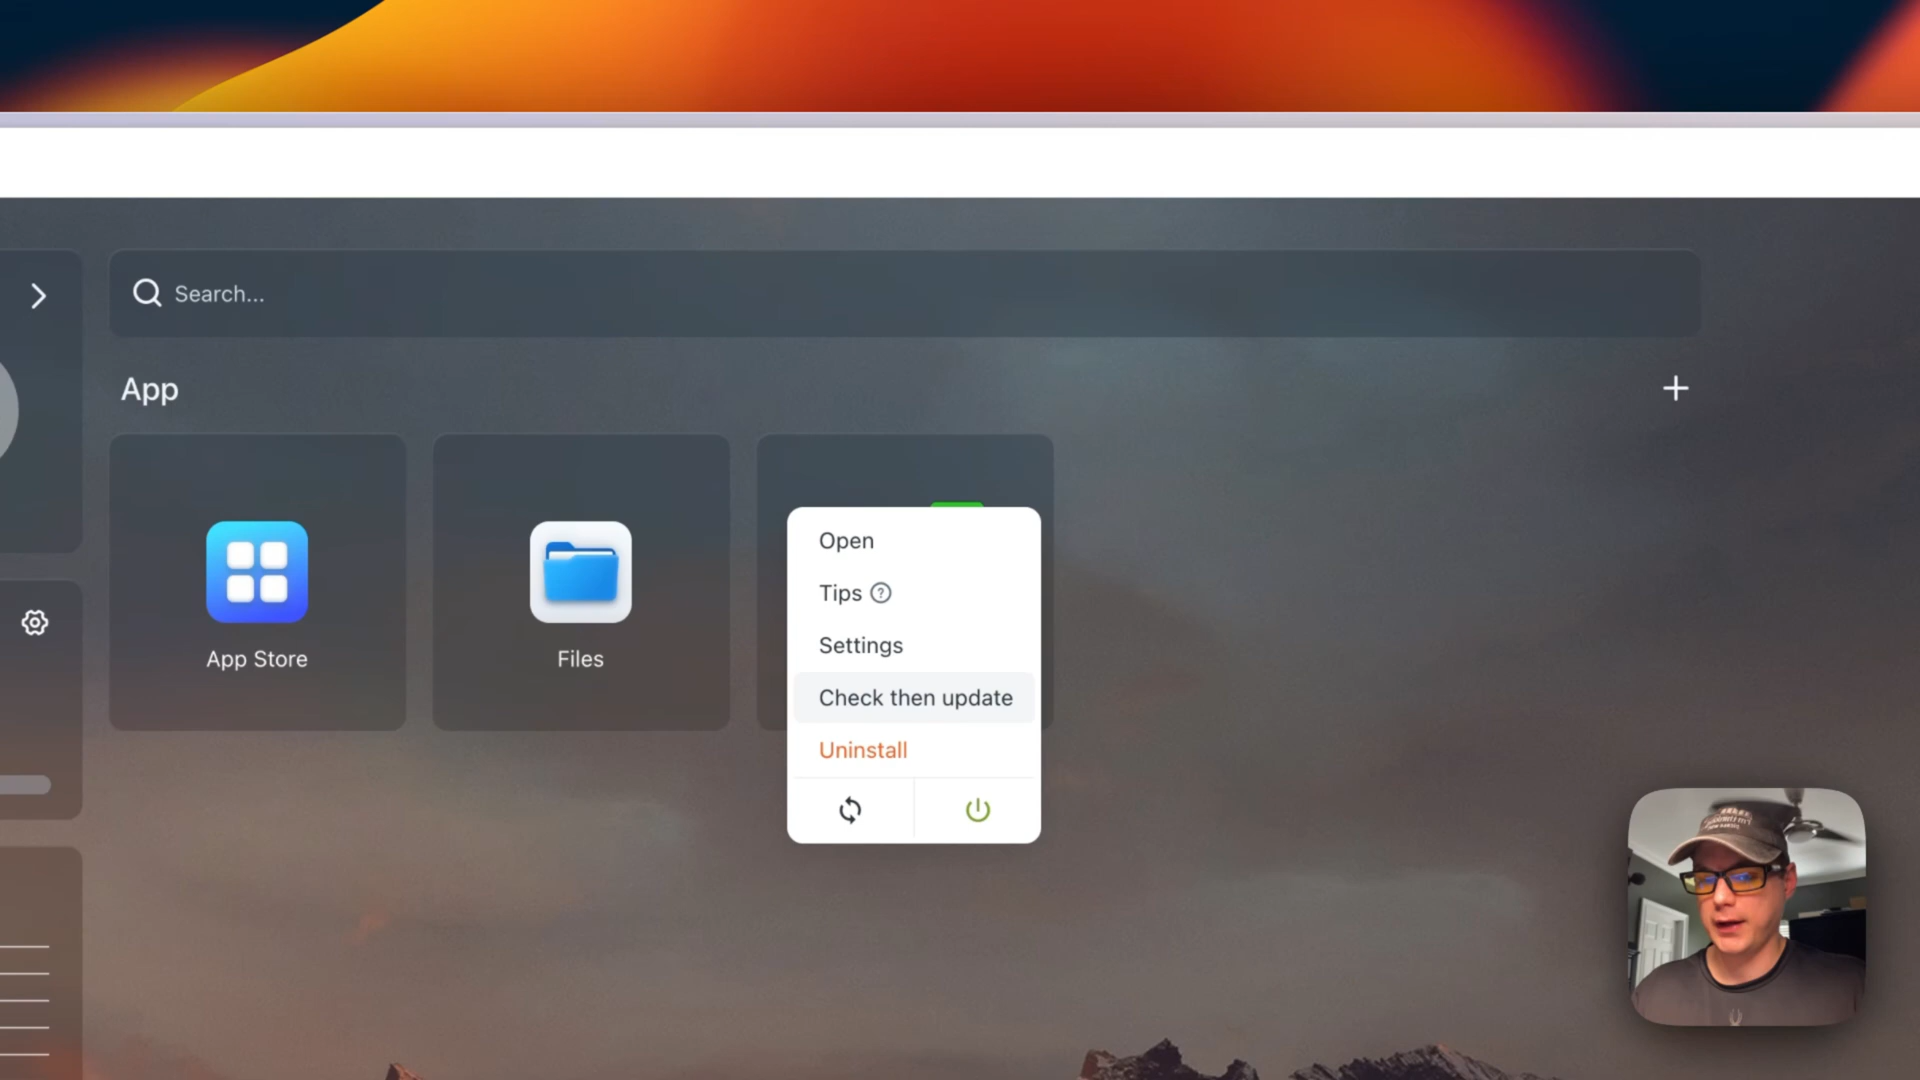 Search...
App
App Store
Files
Open
Tips
Settings
Check then update
Uninstall